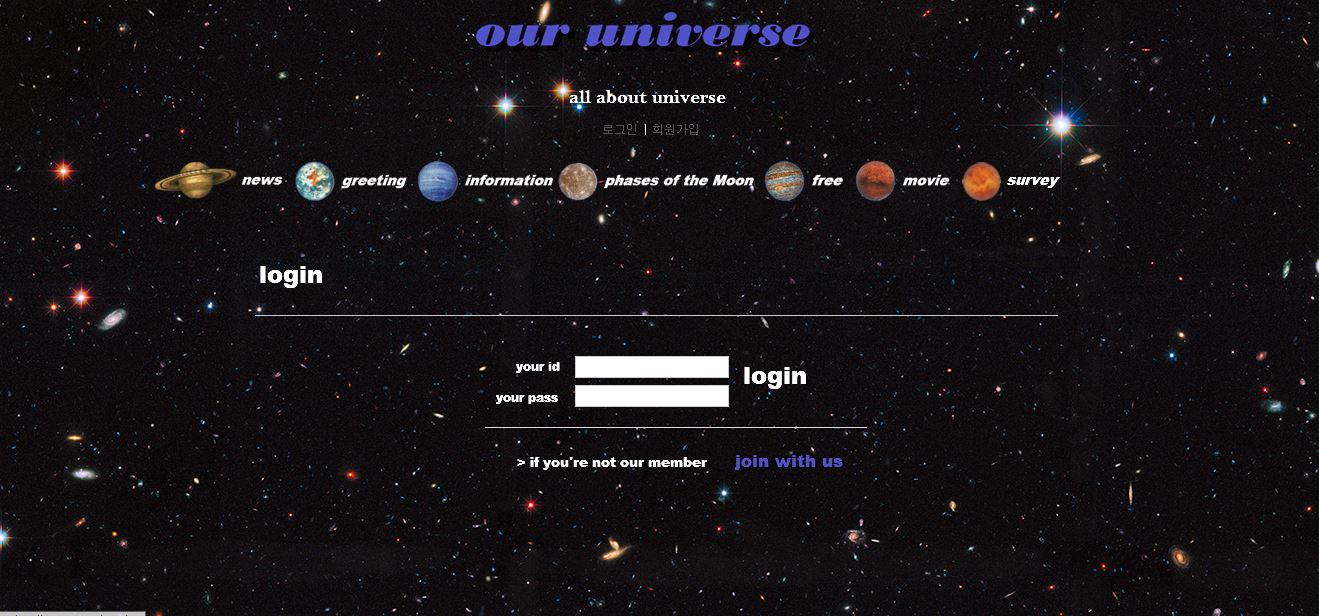 our universe
all about universe
로그인 | 회원가입
news greeting information phases of the Moon free movie survey
login
your id
login
your pass
> if you're not our member join with us